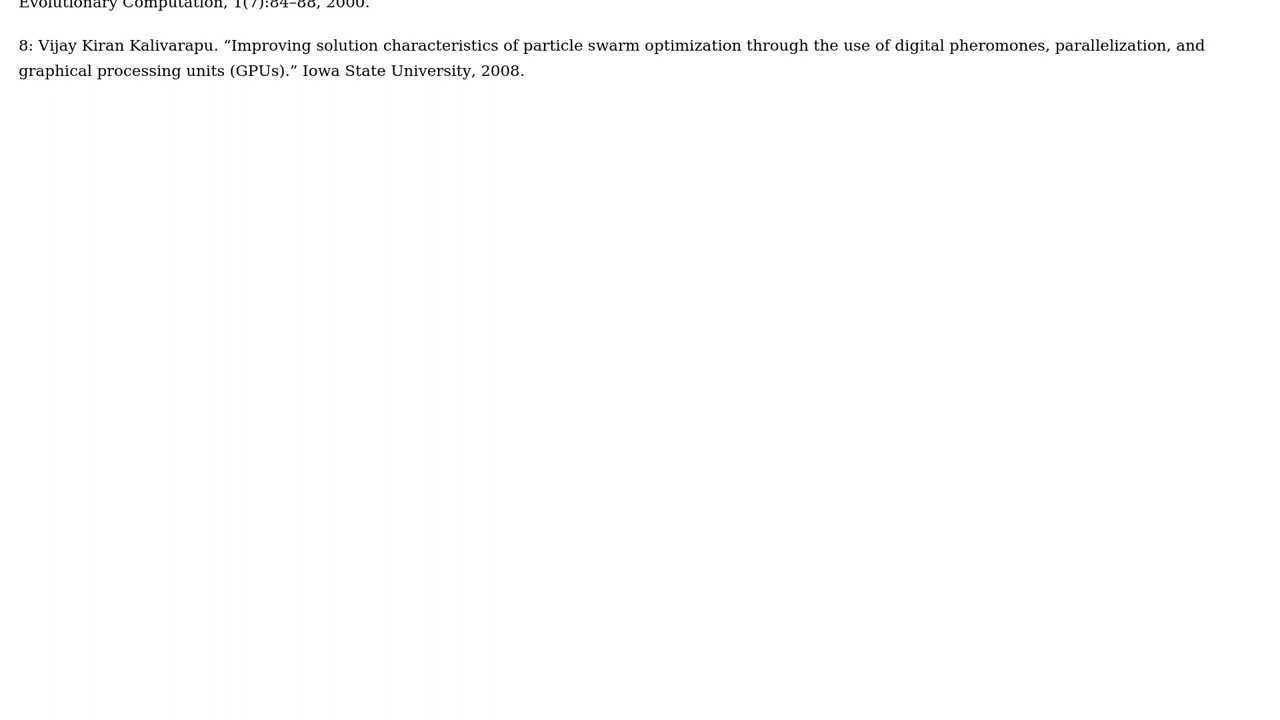 Evolutionary Computation, 1(7):84–88, 2000.
8: Vijay Kiran Kalivarapu. “Improving solution characteristics of particle swarm optimization through the use of digital pheromones, parallelization, and
graphical processing units (GPUs).” Iowa State University, 2008.